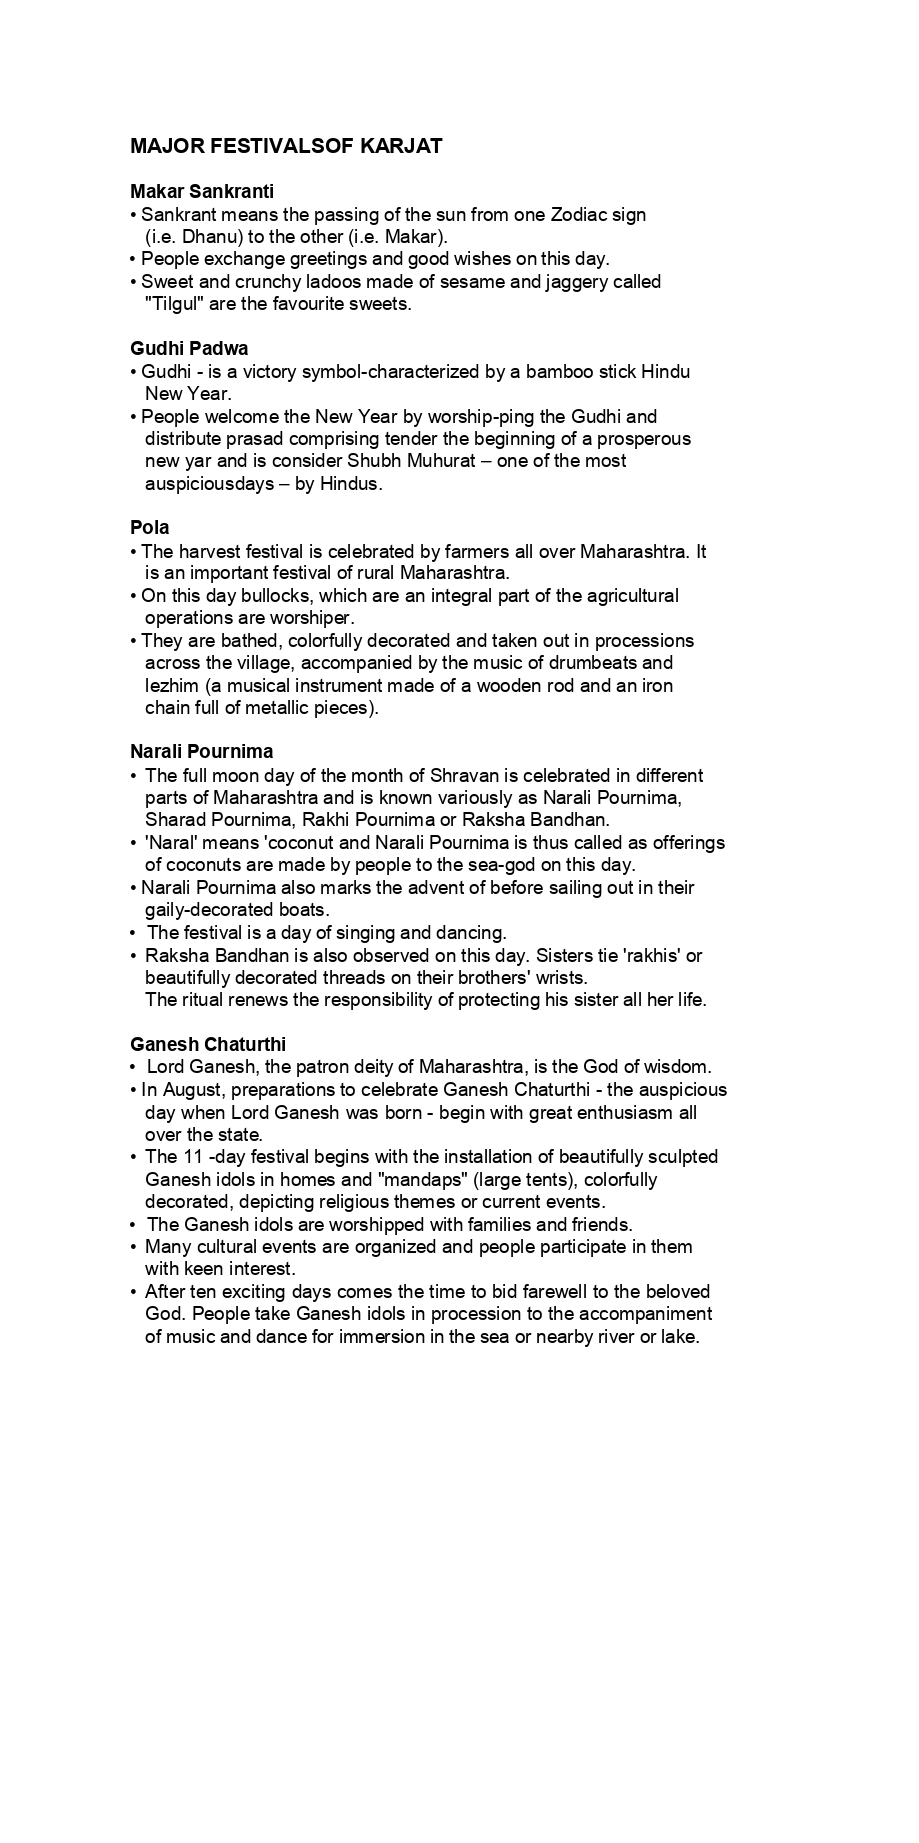 MAJOR FESTIVALSOF KARJAT
Makar Sankranti
• Sankrant means the passing of the sun from one Zodiac sign
(i.e. Dhanu) to the other (i.e. Makar).
• People exchange greetings and good wishes on this day.
• Sweet and crunchy ladoos made of sesame and jaggery called
"Tilgul" are the favourite sweets.
Gudhi Padwa
• Gudhi - is a victory symbol-characterized by a bamboo stick Hindu
New Year.
• People welcome the New Year by worship-ping the Gudhi and
distribute prasad comprising tender the beginning of a prosperous
new yar and is consider Shubh Muhurat – one of the most
auspiciousdays – by Hindus.
Pola
• The harvest festival is celebrated by farmers all over Maharashtra. It
is an important festival of rural Maharashtra.
• On this day bullocks, which are an integral part of the agricultural
operations are worshiper.
• They are bathed, colorfully decorated and taken out in processions
across the village, accompanied by the music of drumbeats and
lezhim (a musical instrument made of a wooden rod and an iron
chain full of metallic pieces).
Narali Pournima
• The full moon day of the month of Shravan is celebrated in different
parts of Maharashtra and is known variously as Narali Pournima,
Sharad Pournima, Rakhi Pournima or Raksha Bandhan.
• 'Naral' means 'coconut and Narali Pournima is thus called as offerings
of coconuts are made by people to the sea-god on this day.
• Narali Pournima also marks the advent of before sailing out in their
gaily-decorated boats.
• The festival is a day of singing and dancing.
• Raksha Bandhan is also observed on this day. Sisters tie 'rakhis' or
beautifully decorated threads on their brothers' wrists.
The ritual renews the responsibility of protecting his sister all her life.
Ganesh Chaturthi
• Lord Ganesh, the patron deity of Maharashtra, is the God of wisdom.
• In August, preparations to celebrate Ganesh Chaturthi - the auspicious
day when Lord Ganesh was born - begin with great enthusiasm all
over the state.
• The 11 -day festival begins with the installation of beautifully sculpted
Ganesh idols in homes and "mandaps" (large tents), colorfully
decorated, depicting religious themes or current events.
• The Ganesh idols are worshipped with families and friends.
• Many cultural events are organized and people participate in them
with keen interest.
• After ten exciting days comes the time to bid farewell to the beloved
God. People take Ganesh idols in procession to the accompaniment
of music and dance for immersion in the sea or nearby river or lake.